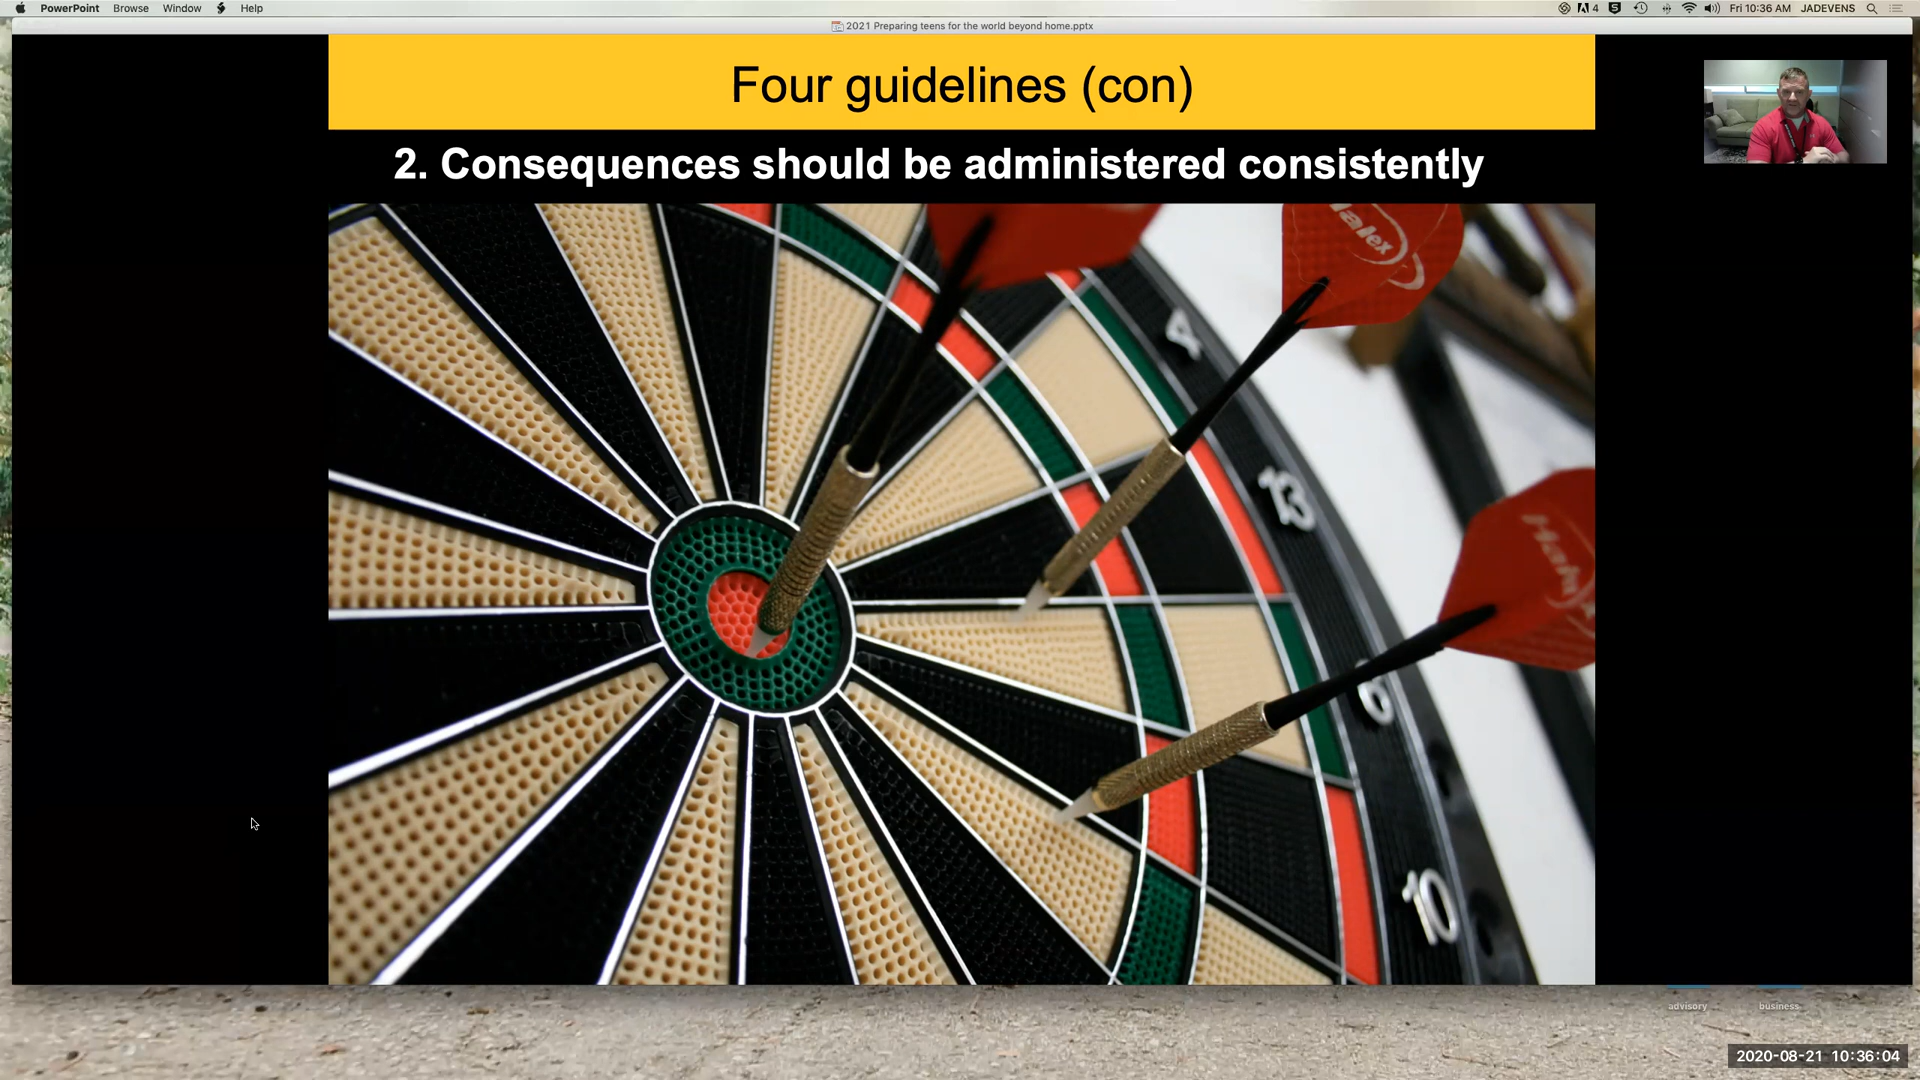 PowerPoint Browse Window Help
4 Fri 10:36 AM JADEVENS
2021 Preparing teens for the world beyond home.pptx
Four guidelines (con)
2. Consequences should be administered consistently
Halex
4
13
6
10
advisory business
2020-08-21 10:36:04